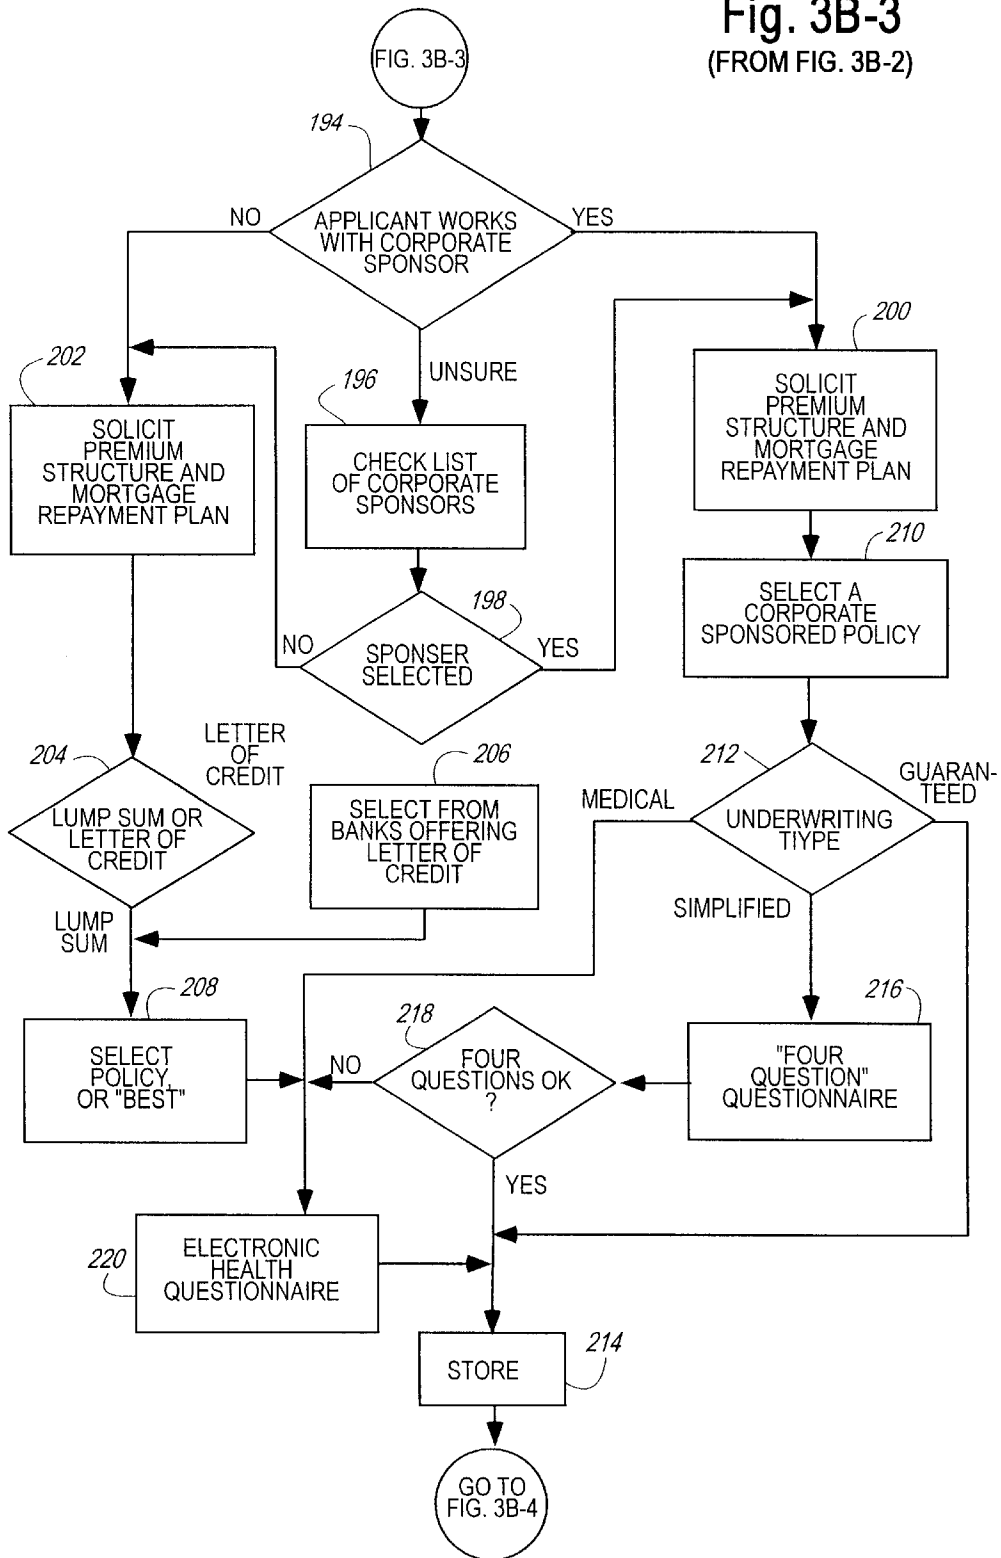 Fig. 3B-3
(FROM FIG. 3B-2)
FIG. 3B-3
194
APPLICANT WORKS
WITH CORPORATE
SPONSOR
NO
YES
UNSURE
202
SOLICIT
PREMIUM
STRUCTURE AND
MORTGAGE
REPAYMENT PLAN
196
CHECK LIST
OF CORPORATE
SPONSORS
200
SOLICIT
PREMIUM
STRUCTURE AND
MORTGAGE
REPAYMENT PLAN
198
SPONSER
SELECTED
NO
YES
210
SELECT A
CORPORATE
SPONSORED POLICY
204
LUMP SUM OR
LETTER OF
CREDIT
LETTER
OF
CREDIT
LUMP
SUM
206
SELECT FROM
BANKS OFFERING
LETTER OF
CREDIT
212
UNDERWRITING
TIYPE
MEDICAL
GUARAN-
TEED
SIMPLIFIED
208
SELECT
POLICY,
OR "BEST"
218
FOUR
QUESTIONS OK
?
NO
YES
216
"FOUR
QUESTION"
QUESTIONNAIRE
220
ELECTRONIC
HEALTH
QUESTIONNAIRE
214
STORE
GO TO
FIG. 3B-4